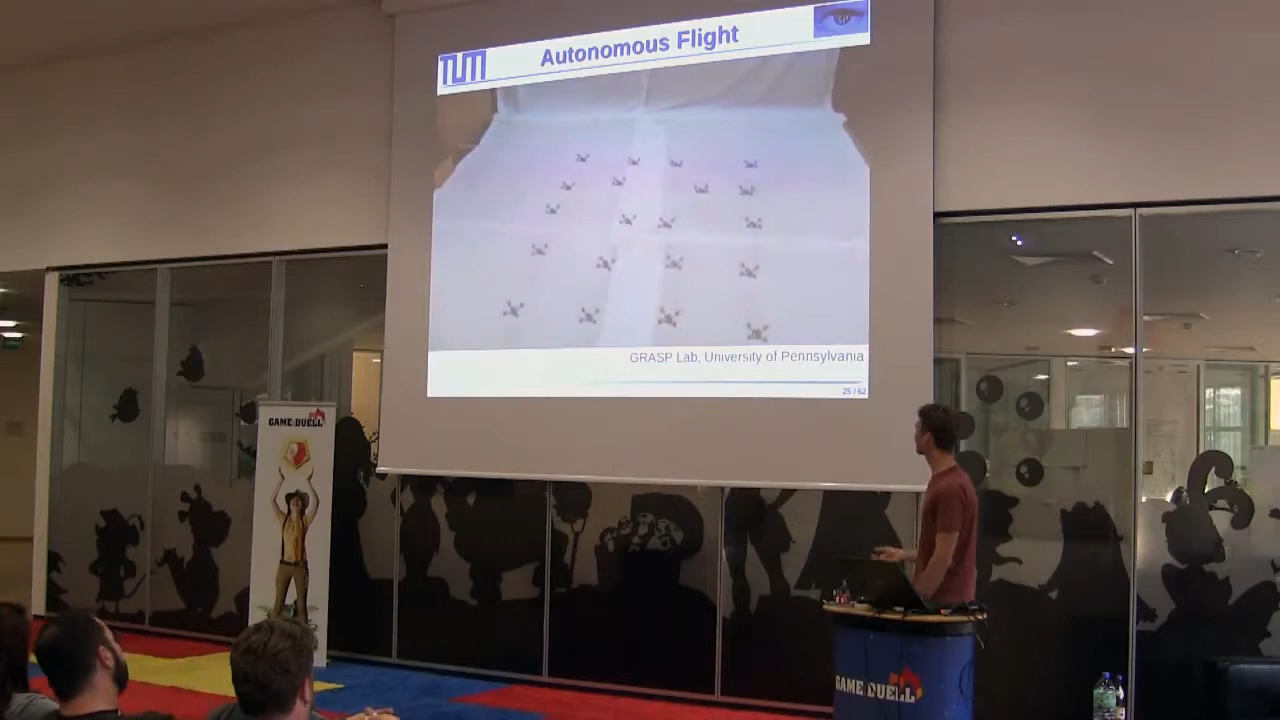 TUM
Autonomous Flight
GRASP Lab, University of Pennsylvania
25 / 62
GAME DUELL
GAME DUELL